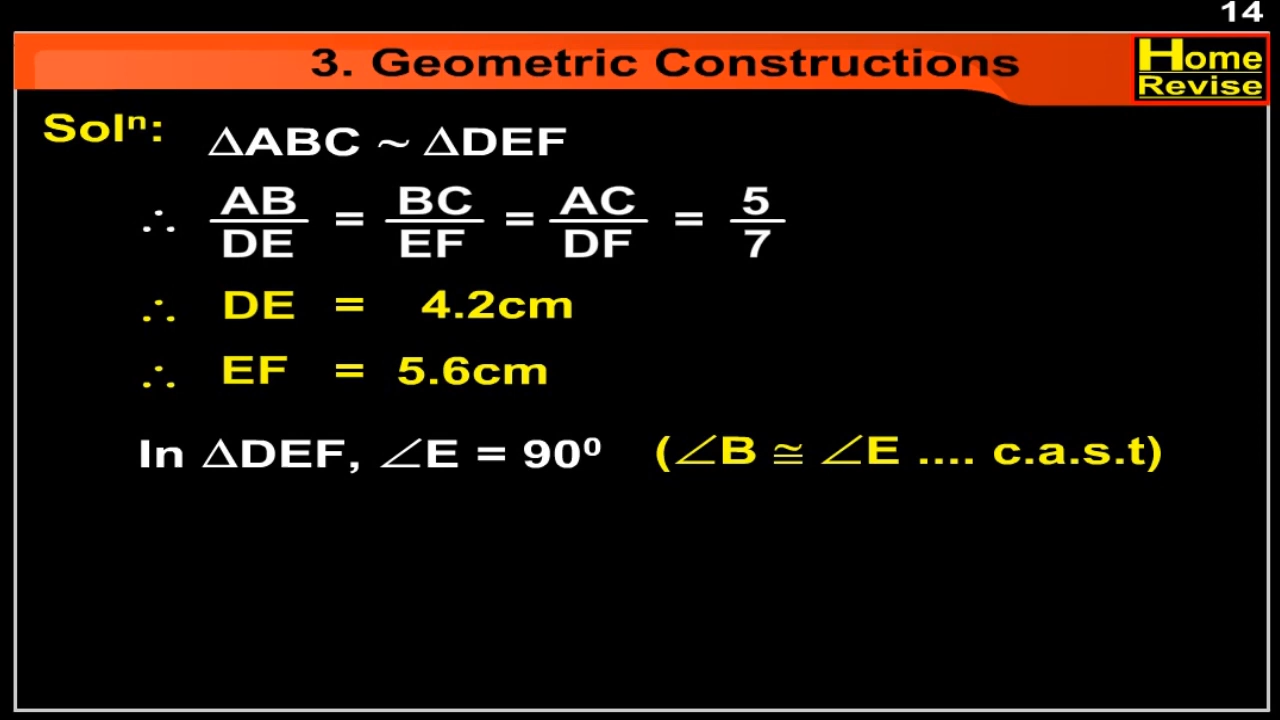 14
3. Geometric Constructions
Home
Revise
Solⁿ: ΔABC ~ ΔDEF
∴ AB/DE = BC/EF = AC/DF = 5/7
∴ DE = 4.2cm
∴ EF = 5.6cm
In ΔDEF, ∠E = 90⁰ (∠B ≅ ∠E .... c.a.s.t)